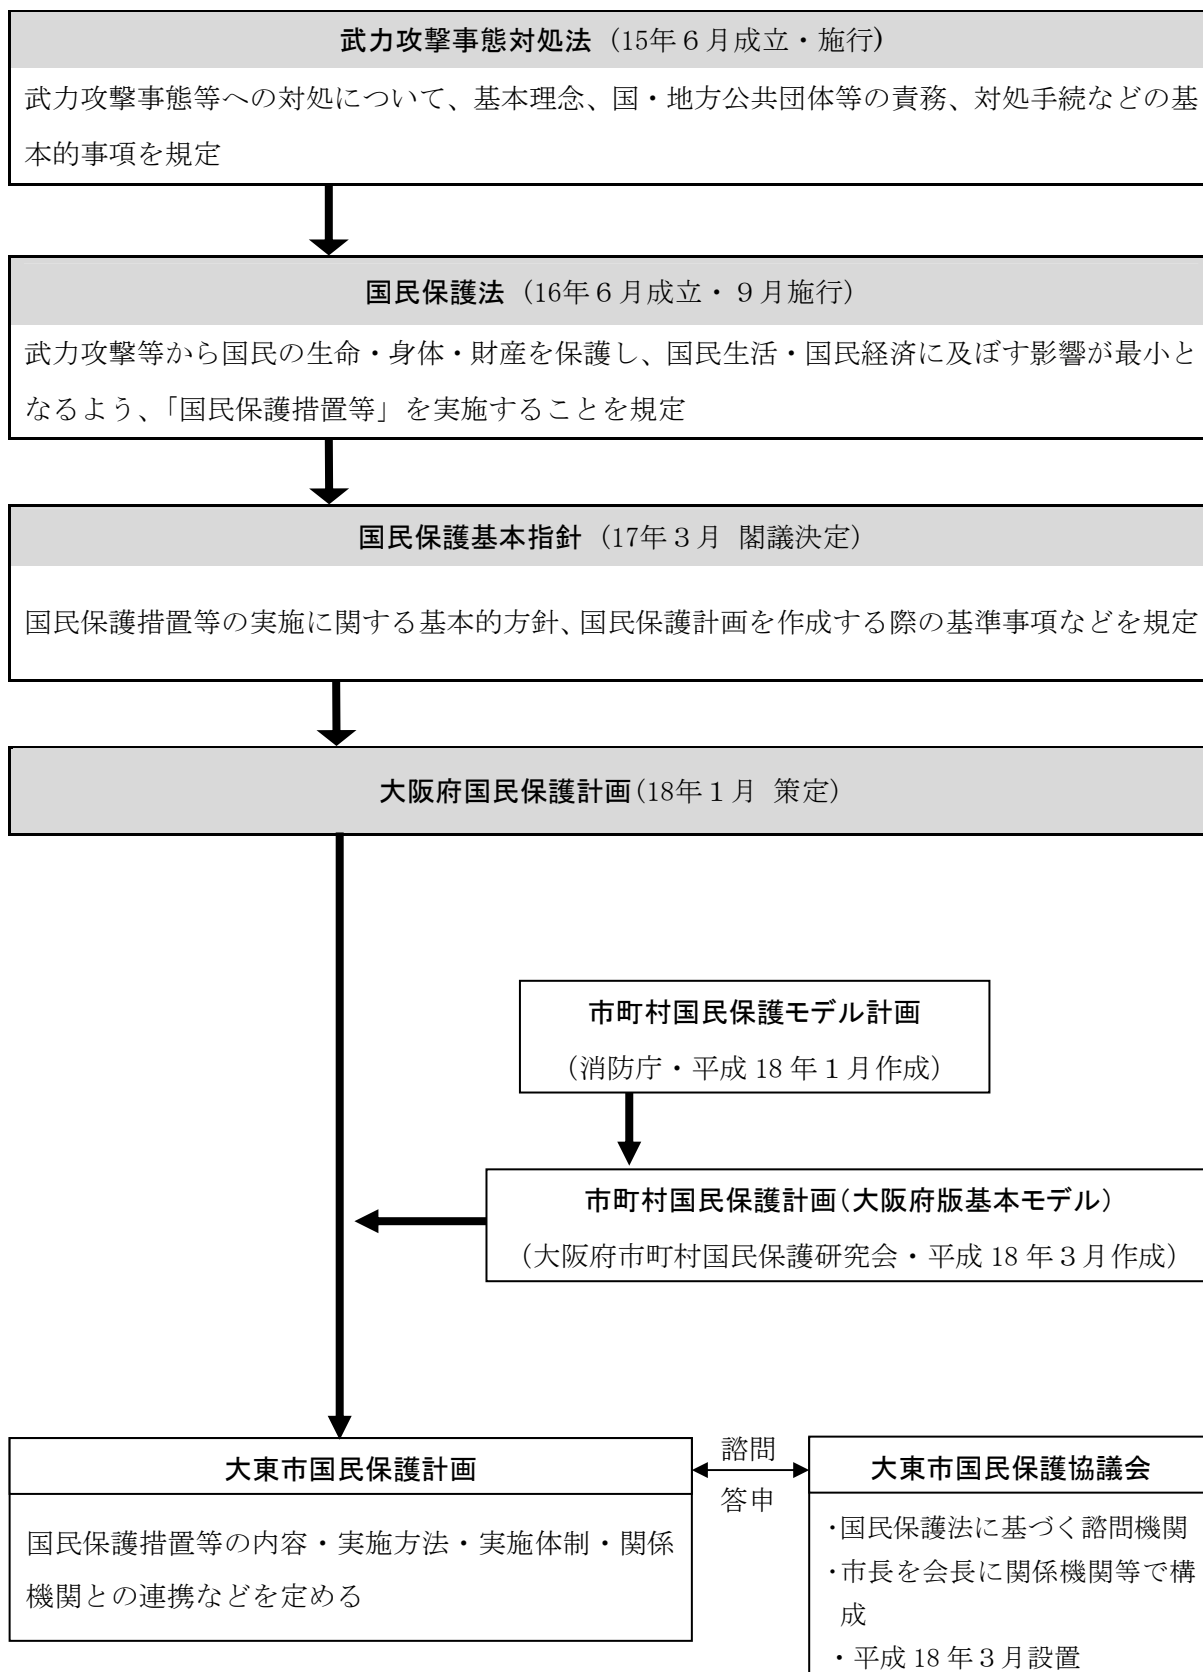 武力攻撃事態対処法（15年６月成立・施行)
武力攻撃事態等への対処について、基本理念、国・地方公共団体等の責務、対処手続などの基
本的事項を規定
国民保護法（16年６月成立・９月施行）
武力攻撃等から国民の生命・身体・財産を保護し、国民生活・国民経済に及ぼす影響が最小と
なるよう、「国民保護措置等」を実施することを規定
国民保護基本指針（17年３月 閣議決定）
国民保護措置等の実施に関する基本的方針、国民保護計画を作成する際の基準事項などを規定
大阪府国民保護計画（18年１月 策定）
市町村国民保護モデル計画
（消防庁・平成 18 年１月作成）
市町村国民保護計画（大阪府版基本モデル）
（大阪府市町村国民保護研究会・平成 18 年３月作成）
大東市国民保護計画
国民保護措置等の内容・実施方法・実施体制・関係
機関との連携などを定める
諮問
答申
大東市国民保護協議会
・国民保護法に基づく諮問機関
・市長を会長に関係機関等で構
成
・平成 18 年３月設置